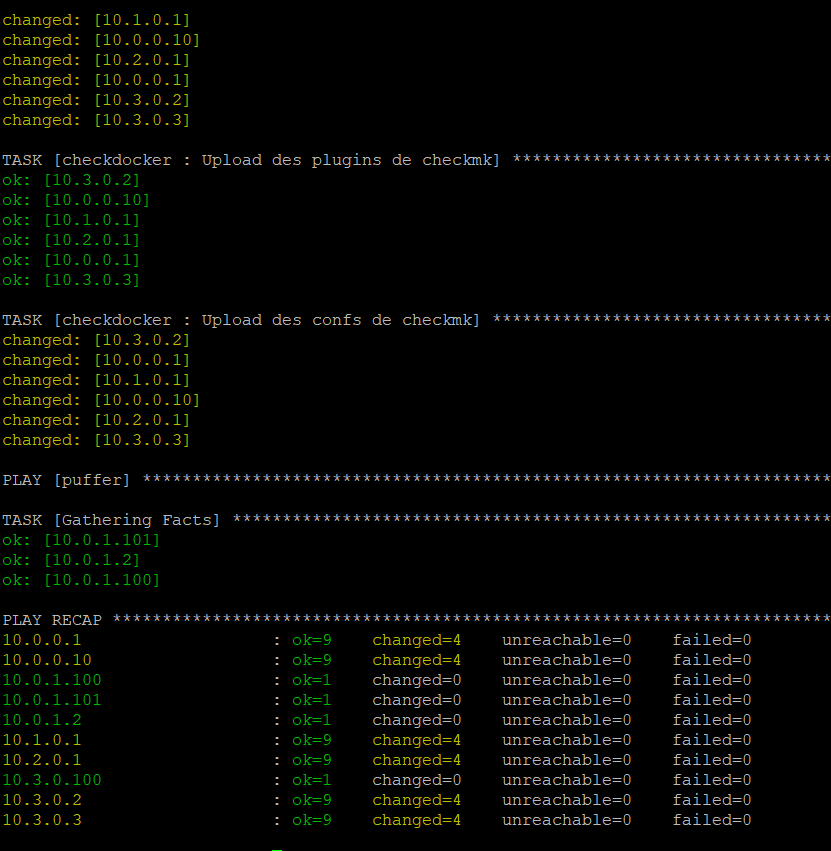 changed: [10.1.0.1]
changed: [10.0.0.10]
changed: [10.2.0.1]
changed: [10.0.0.1]
changed: [10.3.0.2]
changed: [10.3.0.3]
TASK [checkdocker : Upload des plugins de checkmk] ********************************
ok: [10.3.0.2]
ok: [10.0.0.10]
ok: [10.1.0.1]
ok: [10.2.0.1]
ok: [10.0.0.1]
ok: [10.3.0.3]
TASK [checkdocker : Upload des confs de checkmk] **********************************
changed: [10.3.0.2]
changed: [10.0.0.1]
changed: [10.1.0.1]
changed: [10.0.0.10]
changed: [10.2.0.1]
changed: [10.3.0.3]
PLAY [puffer] *********************************************************************
TASK [Gathering Facts] ************************************************************
ok: [10.0.1.101]
ok: [10.0.1.2]
ok: [10.0.1.100]
PLAY RECAP ************************************************************************
10.0.0.1                   : ok=9    changed=4    unreachable=0    failed=0
10.0.0.10                  : ok=9    changed=4    unreachable=0    failed=0
10.0.1.100                 : ok=1    changed=0    unreachable=0    failed=0
10.0.1.101                 : ok=1    changed=0    unreachable=0    failed=0
10.0.1.2                   : ok=1    changed=0    unreachable=0    failed=0
10.1.0.1                   : ok=9    changed=4    unreachable=0    failed=0
10.2.0.1                   : ok=9    changed=4    unreachable=0    failed=0
10.3.0.100                 : ok=1    changed=0    unreachable=0    failed=0
10.3.0.2                   : ok=9    changed=4    unreachable=0    failed=0
10.3.0.3                   : ok=9    changed=4    unreachable=0    failed=0